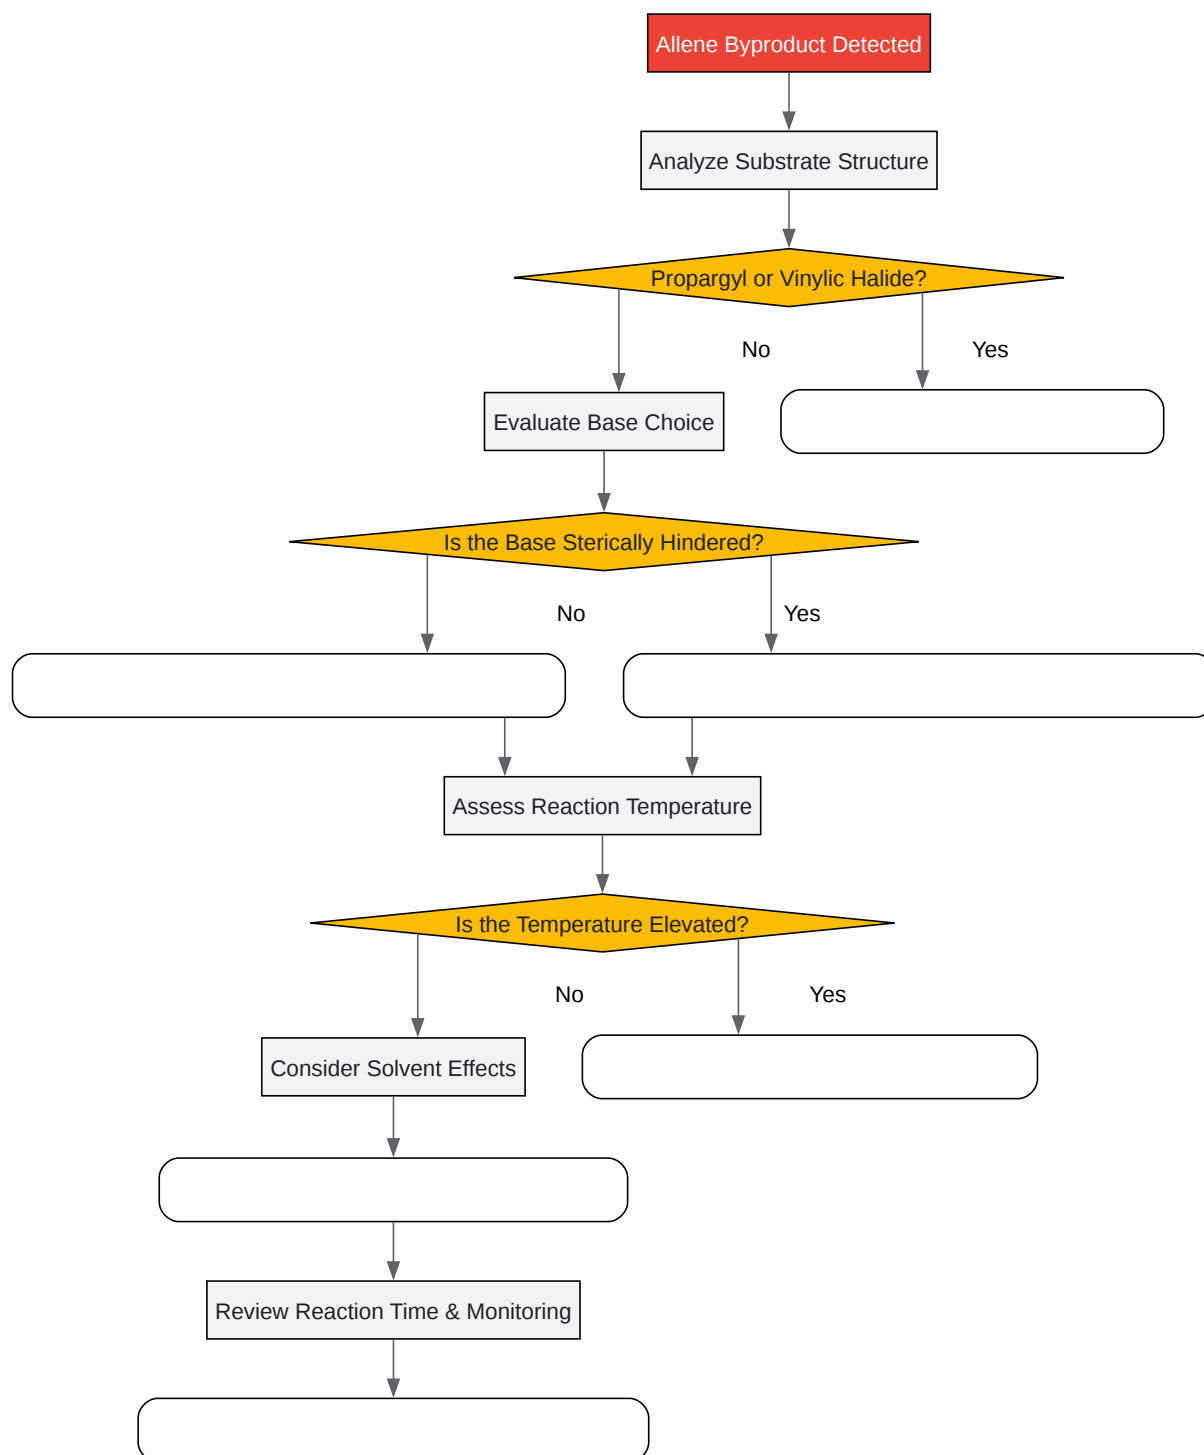 Allene Byproduct Detected
Analyze Substrate Structure
Propargyl or Vinylic Halide?
No
Yes
Evaluate Base Choice
Is the Base Sterically Hindered?
No
Yes
Assess Reaction Temperature
Is the Temperature Elevated?
No
Yes
Consider Solvent Effects
Review Reaction Time & Monitoring